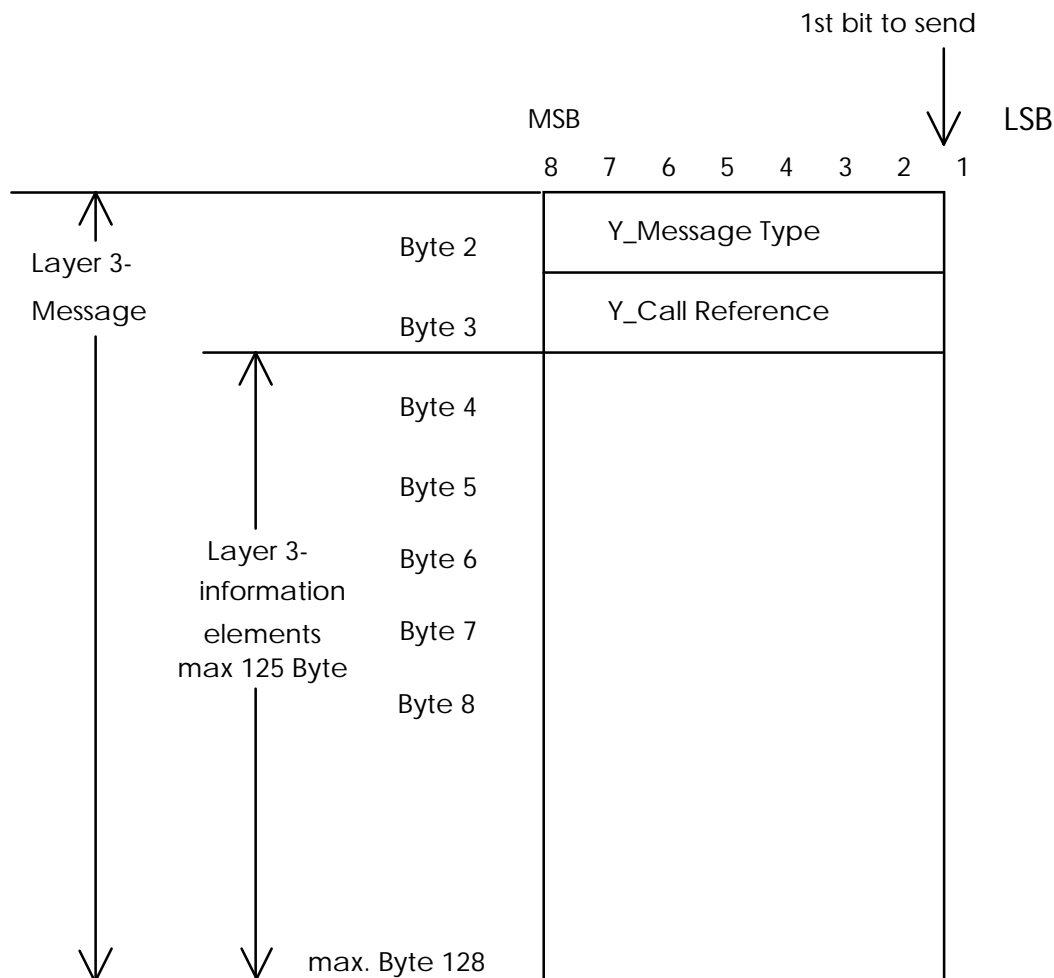 1st bit to send
MSB LSB
8 7 6 5 4 3 2 1
Byte 2 Y_Message Type
Layer 3-
Message
Byte 3 Y_Call Reference
Byte 4
Byte 5
Layer 3-
information
elements
max 125 Byte
Byte 6
Byte 7
Byte 8
max. Byte 128